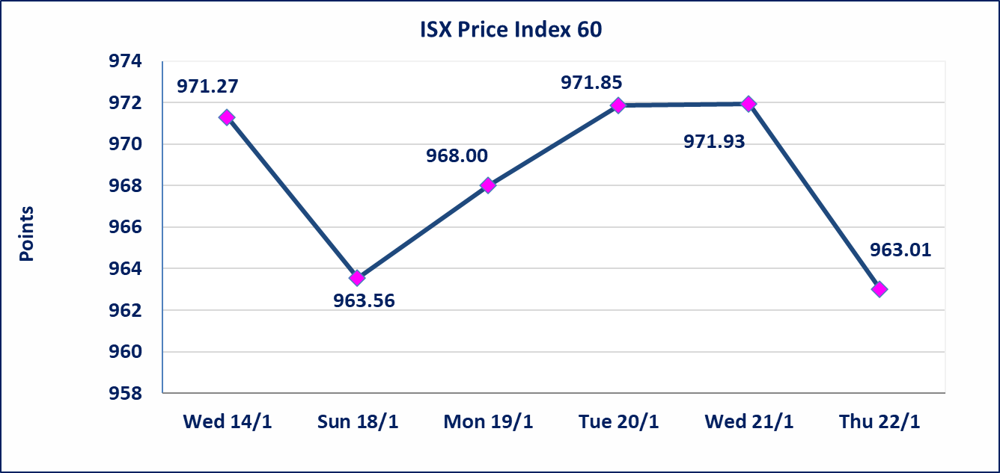 ISX Price Index 60
Points
974
972
970
968
966
964
962
960
958
971.27
963.56
968.00
971.85
971.93
963.01
Wed 14/1
Sun 18/1
Mon 19/1
Tue 20/1
Wed 21/1
Thu 22/1